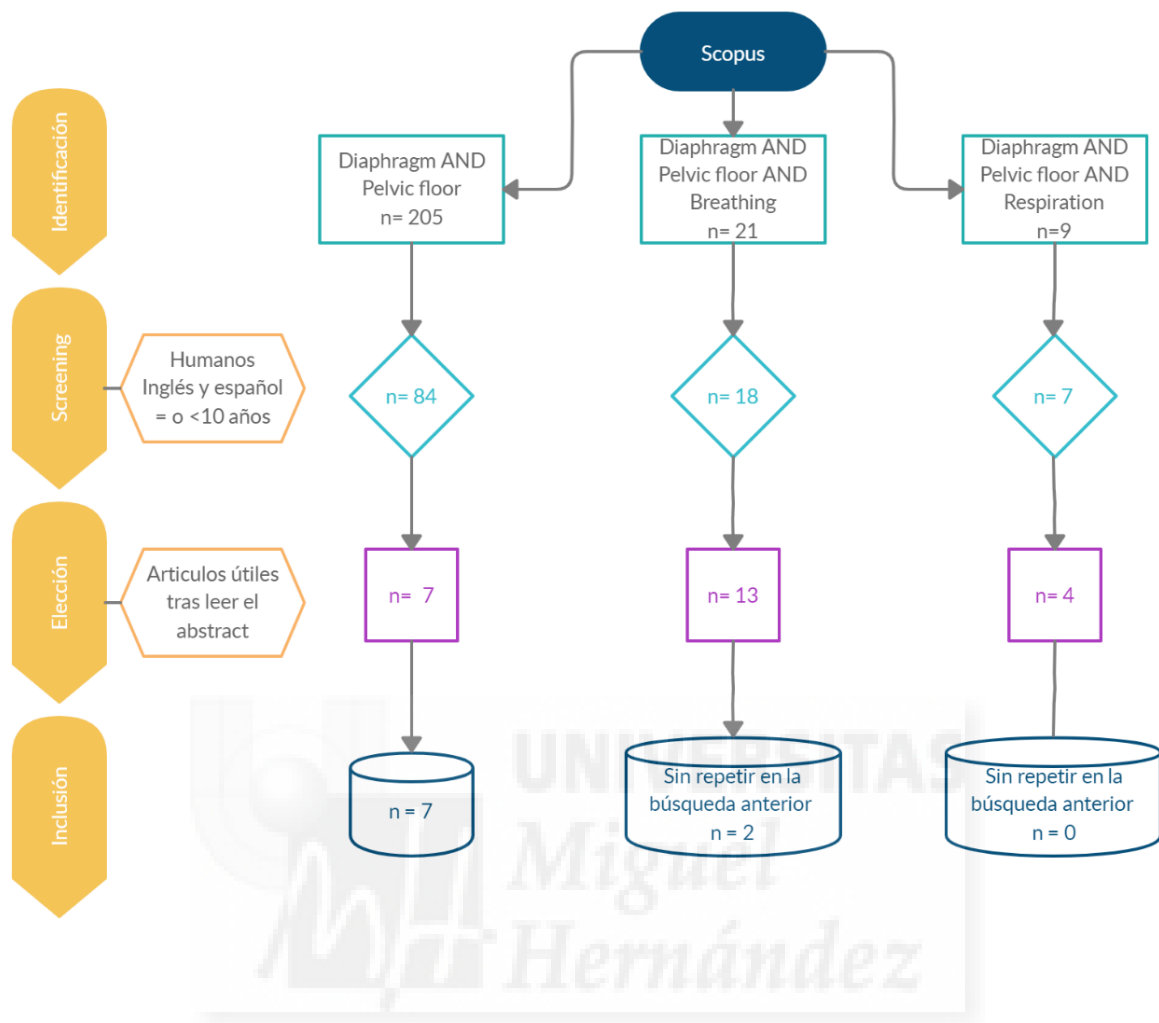 Scopus
Identificación
Diaphragm AND
Pelvic floor
n= 205
Diaphragm AND
Pelvic floor AND
Breathing
n= 21
Diaphragm AND
Pelvic floor AND
Respiration
n=9
Screening
Humanos
Inglés y español
= o <10 años
n= 84
n= 18
n= 7
Elección
Articulos útiles
tras leer el
abstract
n=  7
n= 13
n= 4
Inclusión
n = 7
Sin repetir en la
búsqueda anterior
n = 2
Sin repetir en la
búsqueda anterior
n = 0
UNIVERSITAS
Miguel
Hernández